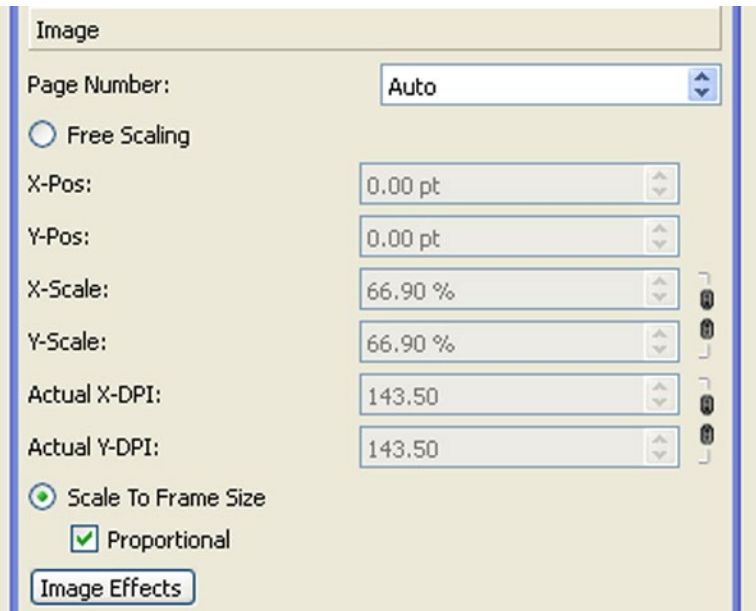 Image
Page Number: Auto
Free Scaling
X-Pos: 0.00 pt
Y-Pos: 0.00 pt
X-Scale: 66.90 %
Y-Scale: 66.90 %
Actual X-DPI: 143.50
Actual Y-DPI: 143.50
Scale To Frame Size
Proportional
Image Effects